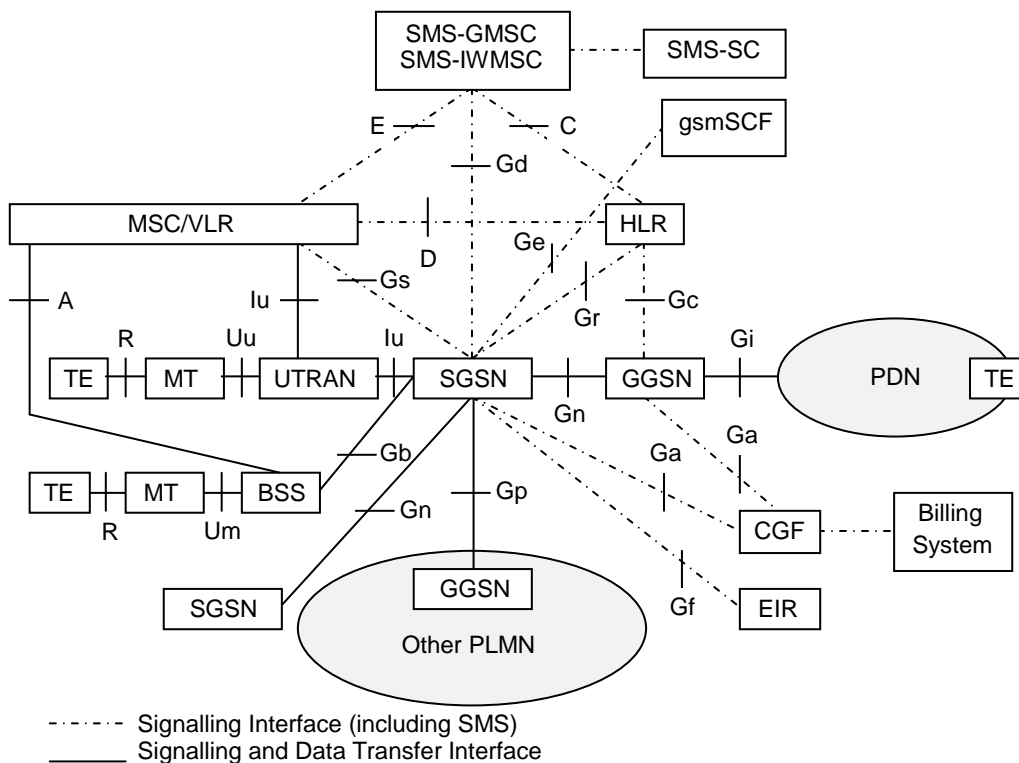 SMS-GMSC
SMS-IWMSC
SMS-SC
gsmSCF
E
C
Gd
MSC/VLR
HLR
D
Ge
Gs
Gr
Gc
A
Iu
R
Uu
Iu
Gi
TE
MT
UTRAN
SGSN
GGSN
PDN
TE
Gn
Ga
Ga
Gb
TE
MT
BSS
Gn
Gp
R
Um
CGF
Billing
System
SGSN
GGSN
Gf
EIR
Other PLMN
Signalling Interface (including SMS)
Signalling and Data Transfer Interface